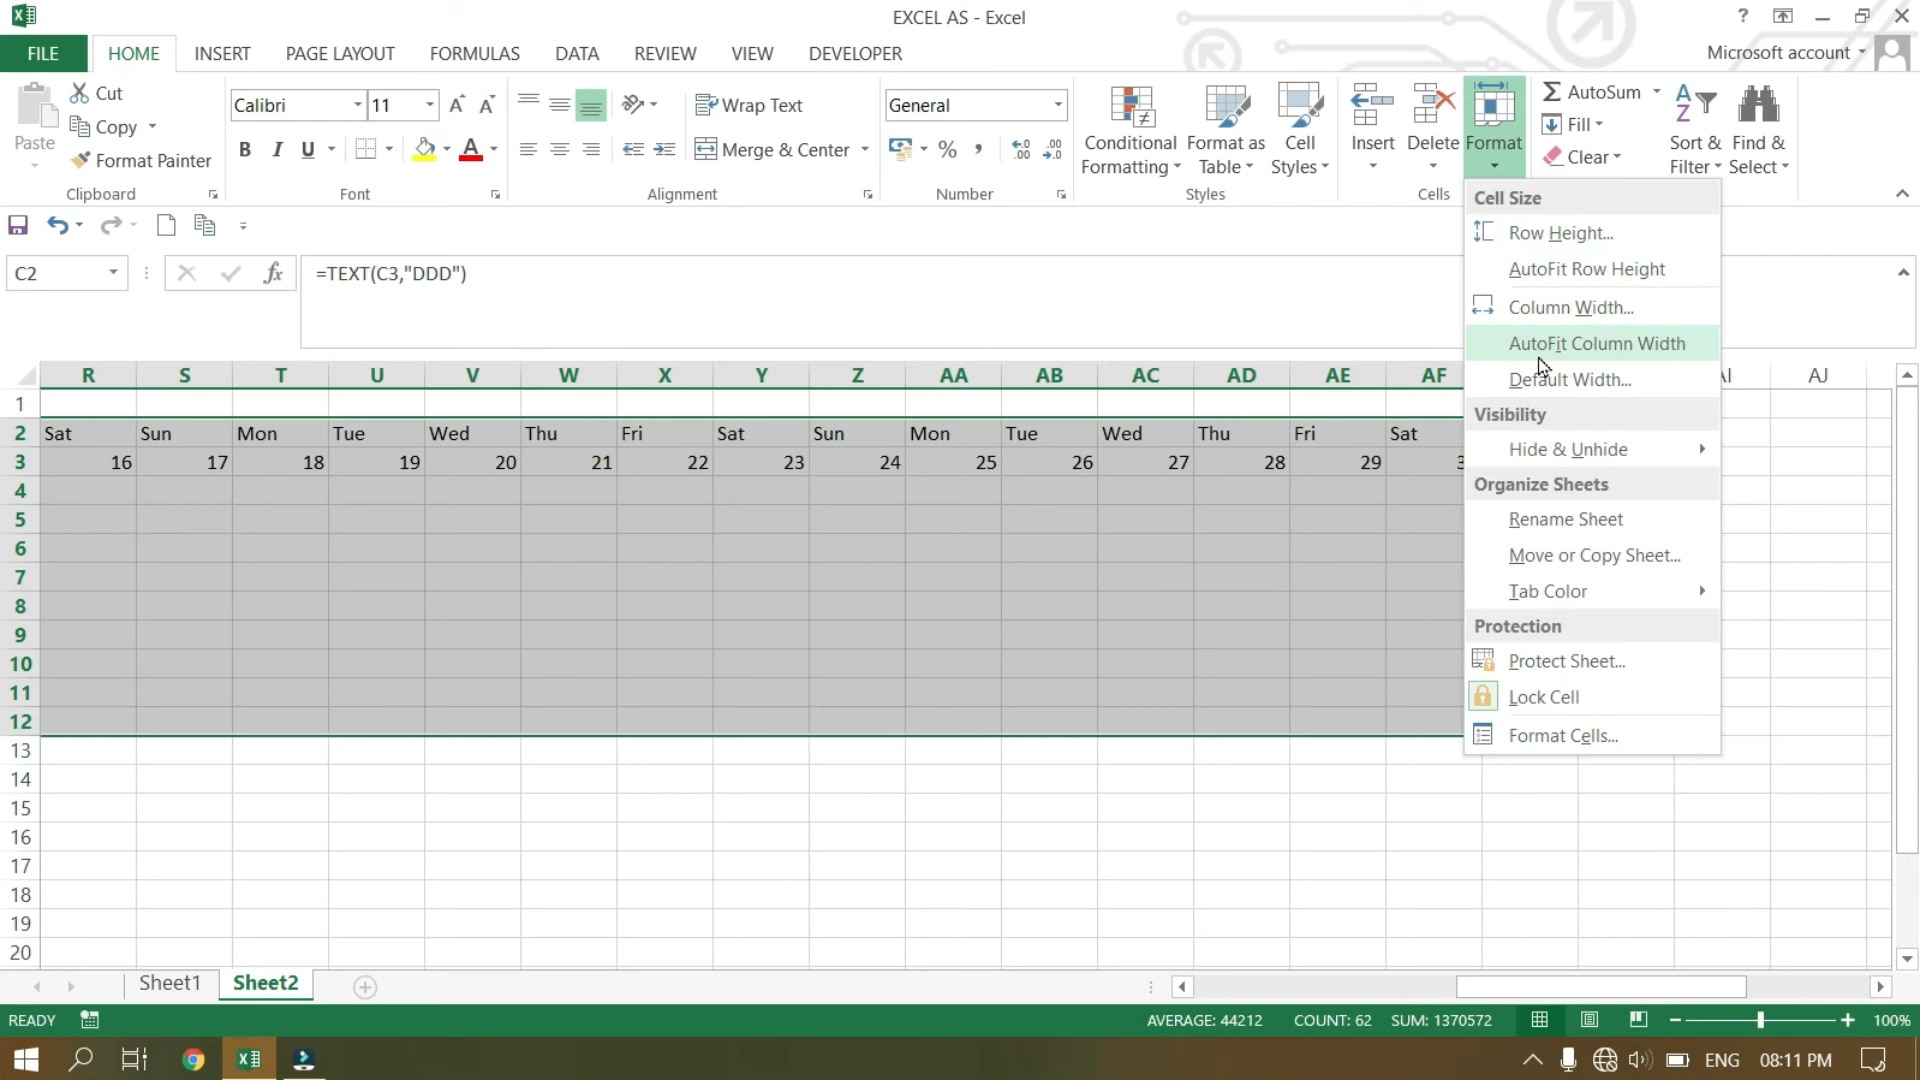 EXCEL AS - Excel
?
FILE HOME INSERT PAGE LAYOUT FORMULAS DATA REVIEW VIEW DEVELOPER
Microsoft account
Paste
Cut
Copy
Format Painter
Clipboard
Calibri 11
B I U
Font
Wrap Text
Merge & Center
Alignment
General
%
Number
Conditional Formatting
Format as Table
Cell Styles
Styles
Insert Delete Format
Cells
AutoSum
Fill
Clear
Sort & Filter
Find & Select
Cell Size
Row Height...
AutoFit Row Height
Column Width...
AutoFit Column Width
Default Width...
Visibility
Hide & Unhide
Organize Sheets
Rename Sheet
Move or Copy Sheet...
Tab Color
Protection
Protect Sheet...
Lock Cell
Format Cells...
C2 fx =TEXT(C3,"DDD")
R S T U V W X Y Z AA AB AC AD AE AF AJ
1
2 Sat Sun Mon Tue Wed Thu Fri Sat Sun Mon Tue Wed Thu Fri Sat
3 16 17 18 19 20 21 22 23 24 25 26 27 28 29
4
5
6
7
8
9
10
11
12
13
14
15
16
17
18
19
20
Sheet1 Sheet2
READY AVERAGE: 44212 COUNT: 62 SUM: 1370572 100%
ENG 08:11 PM